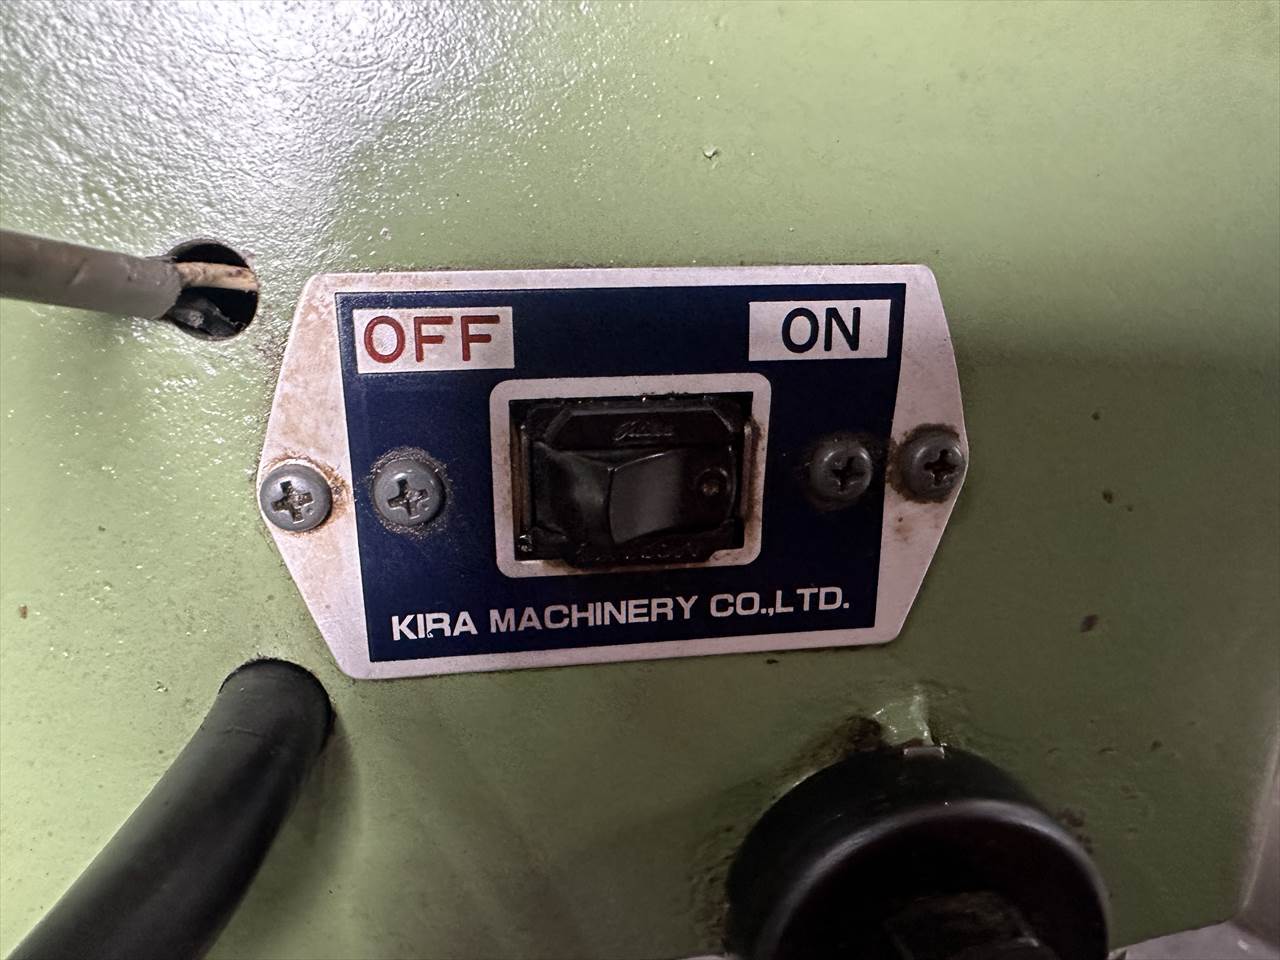 OFF ON
KIRA MACHINERY CO.,LTD.